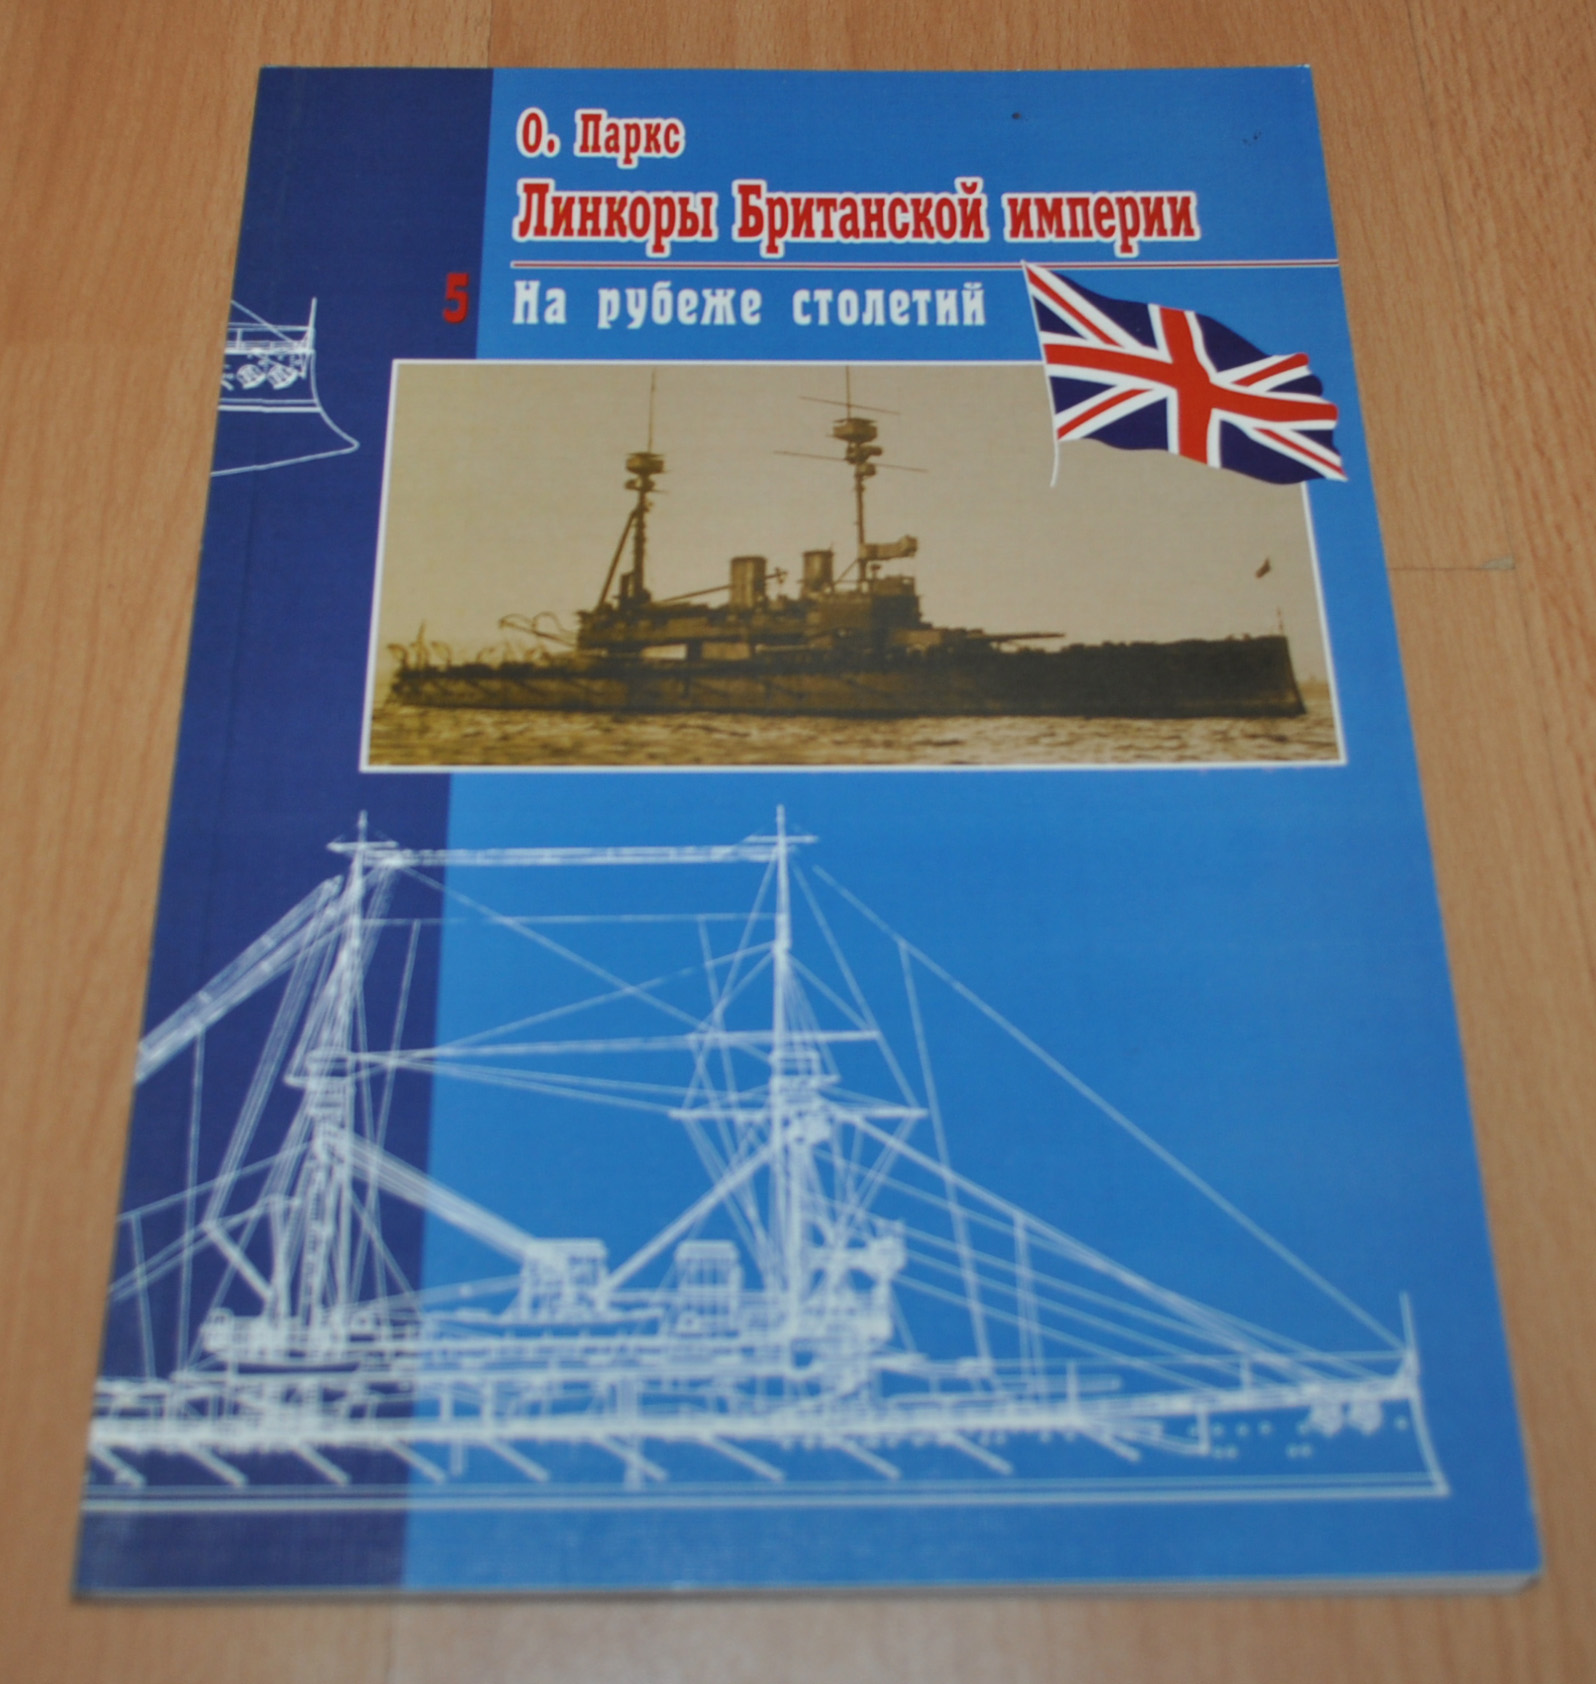 О. Паркс
Линкоры Британской империи
5 На рубеже столетий